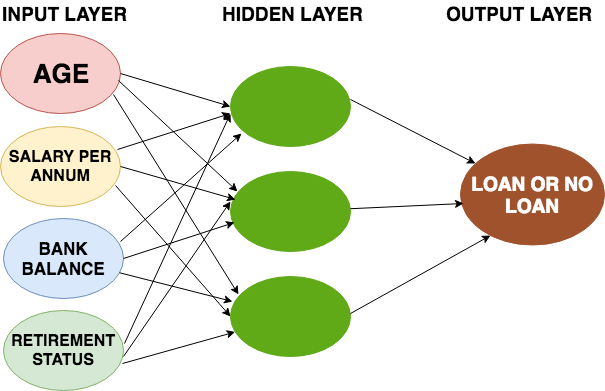 INPUT LAYER
HIDDEN LAYER
OUTPUT LAYER
AGE
SALARY PER
ANNUM
BANK
BALANCE
RETIREMENT
STATUS
LOAN OR NO
LOAN